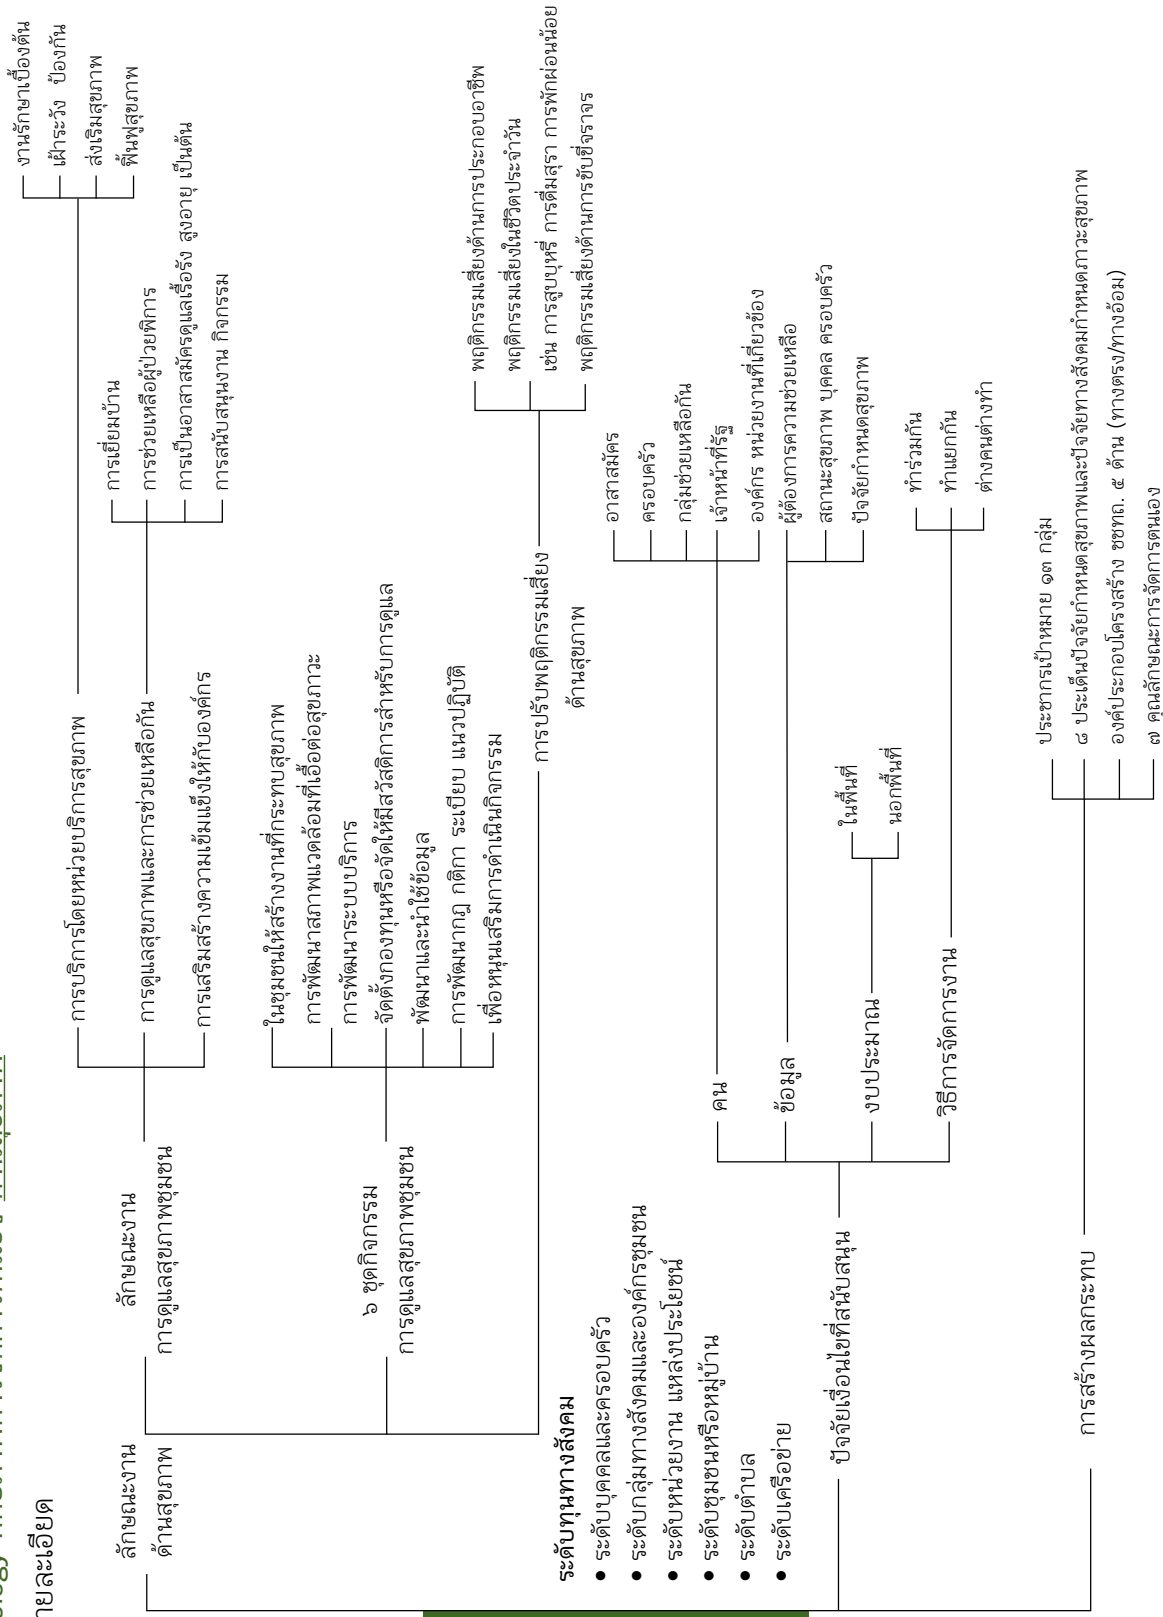 ายละเอียด
ลักษณะงาน
ด้านสุขภาพ
ลักษณะงาน
การดูแลสุขภาพชุมชน
การบริการโดยหน่วยบริการสุขภาพ
งานรักษาเบื้องต้น
เฝ้าระวัง ป้องกัน
ส่งเริมสุขภาพ
ฟื้นฟูสุขภาพ
การดูแลสุขภาพและการช่วยเหลือกัน
การเยี่ยมบ้าน
การช่วยเหลือผู้ป่วยพิการ
การเป็นอาสาสมัครดูแลเรื้อรัง สูงอายุ เป็นต้น
การสนับสนุนงาน กิจกรรม
การเสริมสร้างความเข้มแข็งให้กับองค์กร
๖ ชุดกิจกรรม
การดูแลสุขภาพชุมชน
ในชุมชนให้สร้างงานที่กระทบสุขภาพ
การพัฒนาสภาพแวดล้อมที่เอื้อต่อสุขภาวะ
การพัฒนาระบบบริการ
จัดตั้งกองทุนหรือจัดให้มีสวัสดิการสำหรับการดูแล
พัฒนาและนำใช้ข้อมูล
การพัฒนากฎ กติกา ระเบียบ แนวปฏิบัติ
เพื่อหนุนเสริมการดำเนินกิจกรรม
การปรับพฤติกรรมเสี่ยง
ด้านสุขภาพ
พฤติกรรมเสี่ยงด้านการประกอบอาชีพ
พฤติกรรมเสี่ยงในชีวิตประจำวัน
เช่น การสูบบุหรี่ การดื่มสุรา การพักผ่อนน้อย
พฤติกรรมเสี่ยงด้านการขับขี่จราจร
ระดับทุนทางสังคม
● ระดับบุคคลและครอบครัว
● ระดับกลุ่มทางสังคมและองค์กรชุมชน
● ระดับหน่วยงาน แหล่งประโยชน์
● ระดับชุมชนหรือหมู่บ้าน
● ระดับตำบล
● ระดับเครือข่าย
ปัจจัยเงื่อนไขที่สนับสนุน
คน
อาสาสมัคร
ครอบครัว
กลุ่มช่วยเหลือกัน
เจ้าหน้าที่รัฐ
องค์กร หน่วยงานที่เกี่ยวข้อง
ข้อมูล
ผู้ต้องการความช่วยเหลือ
สถานะสุขภาพ บุคคล ครอบครัว
ปัจจัยกำหนดสุขภาพ
งบประมาณ
ในพื้นที่
นอกพื้นที่
วิธีการจัดการงาน
ทำร่วมกัน
ทำแยกกัน
ต่างคนต่างทำ
การสร้างผลกระทบ
ประชากรเป้าหมาย ๑๓ กลุ่ม
๘ ประเด็นปัจจัยกำหนดสุขภาพและปัจจัยทางสังคมกำหนดภาวะสุขภาพ
องค์ประกอบโครงสร้าง ชชทถ. ๕ ด้าน (ทางตรง/ทางอ้อม)
๗ คุณลักษณะการจัดการตนเอง